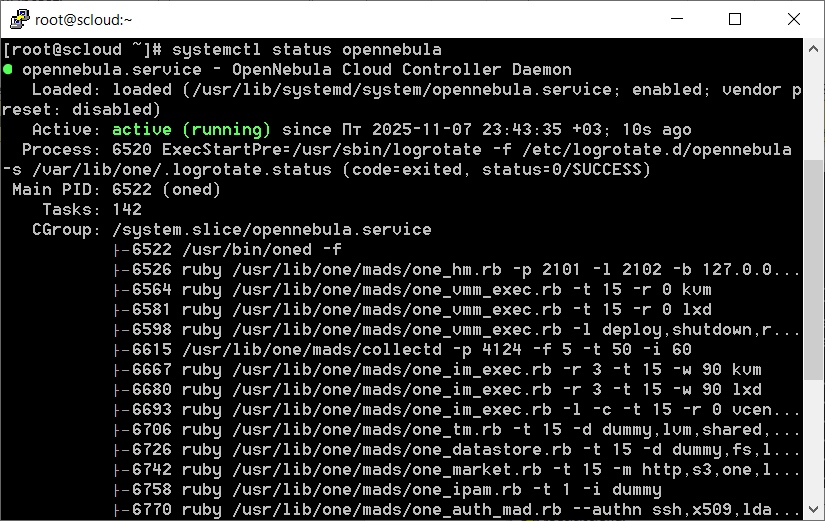 root@scloud:~
[root@scloud ~]# systemctl status opennebula
● opennebula.service - OpenNebula Cloud Controller Daemon
   Loaded: loaded (/usr/lib/systemd/system/opennebula.service; enabled; vendor p
reset: disabled)
   Active: active (running) since Пт 2025-11-07 23:43:35 +03; 10s ago
  Process: 6520 ExecStartPre=/usr/sbin/logrotate -f /etc/logrotate.d/opennebula
-s /var/lib/one/.logrotate.status (code=exited, status=0/SUCCESS)
 Main PID: 6522 (oned)
    Tasks: 142
   CGroup: /system.slice/opennebula.service
           ├─6522 /usr/bin/oned -f
           ├─6526 ruby /usr/lib/one/mads/one_hm.rb -p 2101 -l 2102 -b 127.0.0...
           ├─6564 ruby /usr/lib/one/mads/one_vmm_exec.rb -t 15 -r 0 kvm
           ├─6581 ruby /usr/lib/one/mads/one_vmm_exec.rb -t 15 -r 0 lxd
           ├─6598 ruby /usr/lib/one/mads/one_vmm_exec.rb -l deploy,shutdown,r...
           ├─6615 /usr/lib/one/mads/collectd -p 4124 -f 5 -t 50 -i 60
           ├─6667 ruby /usr/lib/one/mads/one_im_exec.rb -r 3 -t 15 -w 90 kvm
           ├─6680 ruby /usr/lib/one/mads/one_im_exec.rb -r 3 -t 15 -w 90 lxd
           ├─6693 ruby /usr/lib/one/mads/one_im_exec.rb -l -c -t 15 -r 0 vcen...
           ├─6706 ruby /usr/lib/one/mads/one_tm.rb -t 15 -d dummy,lvm,shared,...
           ├─6726 ruby /usr/lib/one/mads/one_datastore.rb -t 15 -d dummy,fs,l...
           ├─6742 ruby /usr/lib/one/mads/one_market.rb -t 15 -m http,s3,one,l...
           ├─6758 ruby /usr/lib/one/mads/one_ipam.rb -t 1 -i dummy
           ├─6770 ruby /usr/lib/one/mads/one_auth_mad.rb --authn ssh,x509,lda...